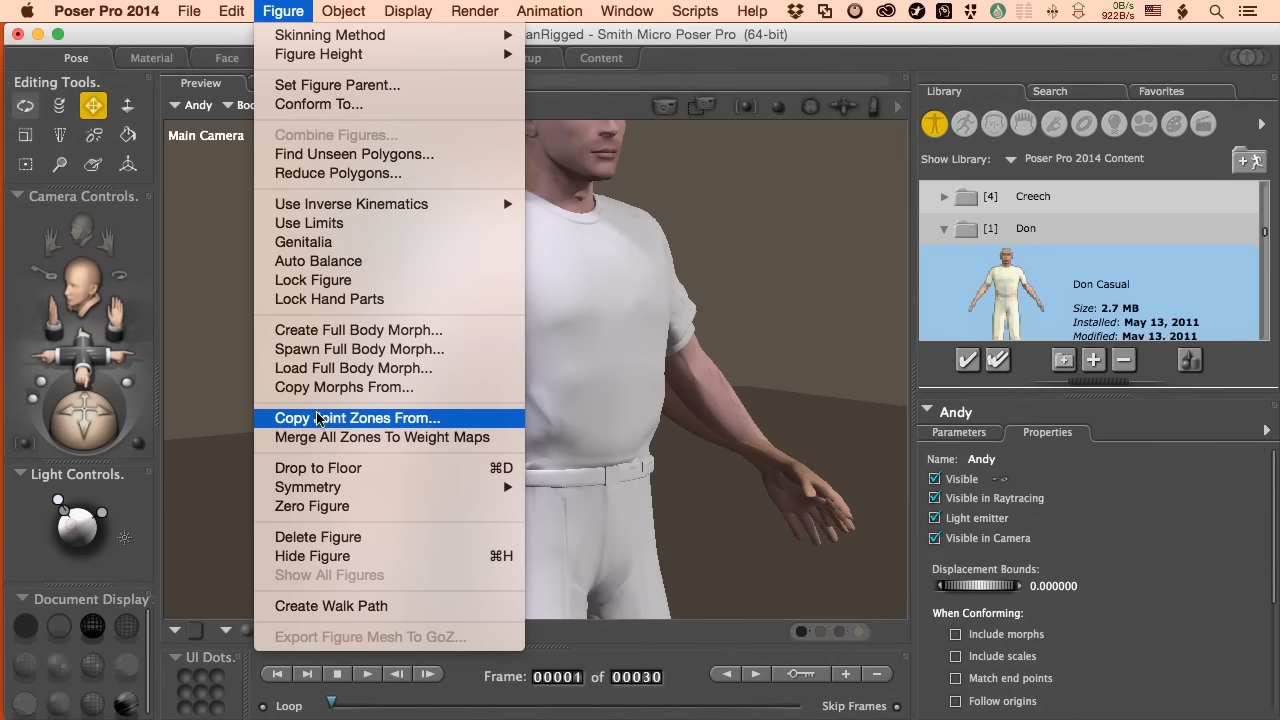 Poser Pro 2014 File Edit Figure Object Display Render Animation Window Scripts Help
0B/s
922B/s
anRigged - Smith Micro Poser Pro (64-bit)
Pose Material Face Content
Editing Tools.
Camera Controls.
Light Controls.
Document Display
UI Dots.
Preview
Andy
Main Camera
Skinning Method
Figure Height
Set Figure Parent...
Conform To...
Combine Figures...
Find Unseen Polygons...
Reduce Polygons...
Use Inverse Kinematics
Use Limits
Genitalia
Auto Balance
Lock Figure
Lock Hand Parts
Create Full Body Morph...
Spawn Full Body Morph...
Load Full Body Morph...
Copy Morphs From...
Copy Joint Zones From...
Merge All Zones To Weight Maps
Drop to Floor ⌘D
Symmetry
Zero Figure
Delete Figure
Hide Figure ⌘H
Show All Figures
Create Walk Path
Export Figure Mesh To GoZ...
Frame: 00001 of 00030
Loop
Skip Frames
Library Search Favorites
Show Library: Poser Pro 2014 Content
[4] Creech
[1] Don
Don Casual
Size: 2.7 MB
Installed: May 13, 2011
Modified: May 13, 2011
Andy
Parameters Properties
Name: Andy
Visible
Visible in Raytracing
Light emitter
Visible in Camera
Displacement Bounds:
0.000000
When Conforming:
Include morphs
Include scales
Match end points
Follow origins